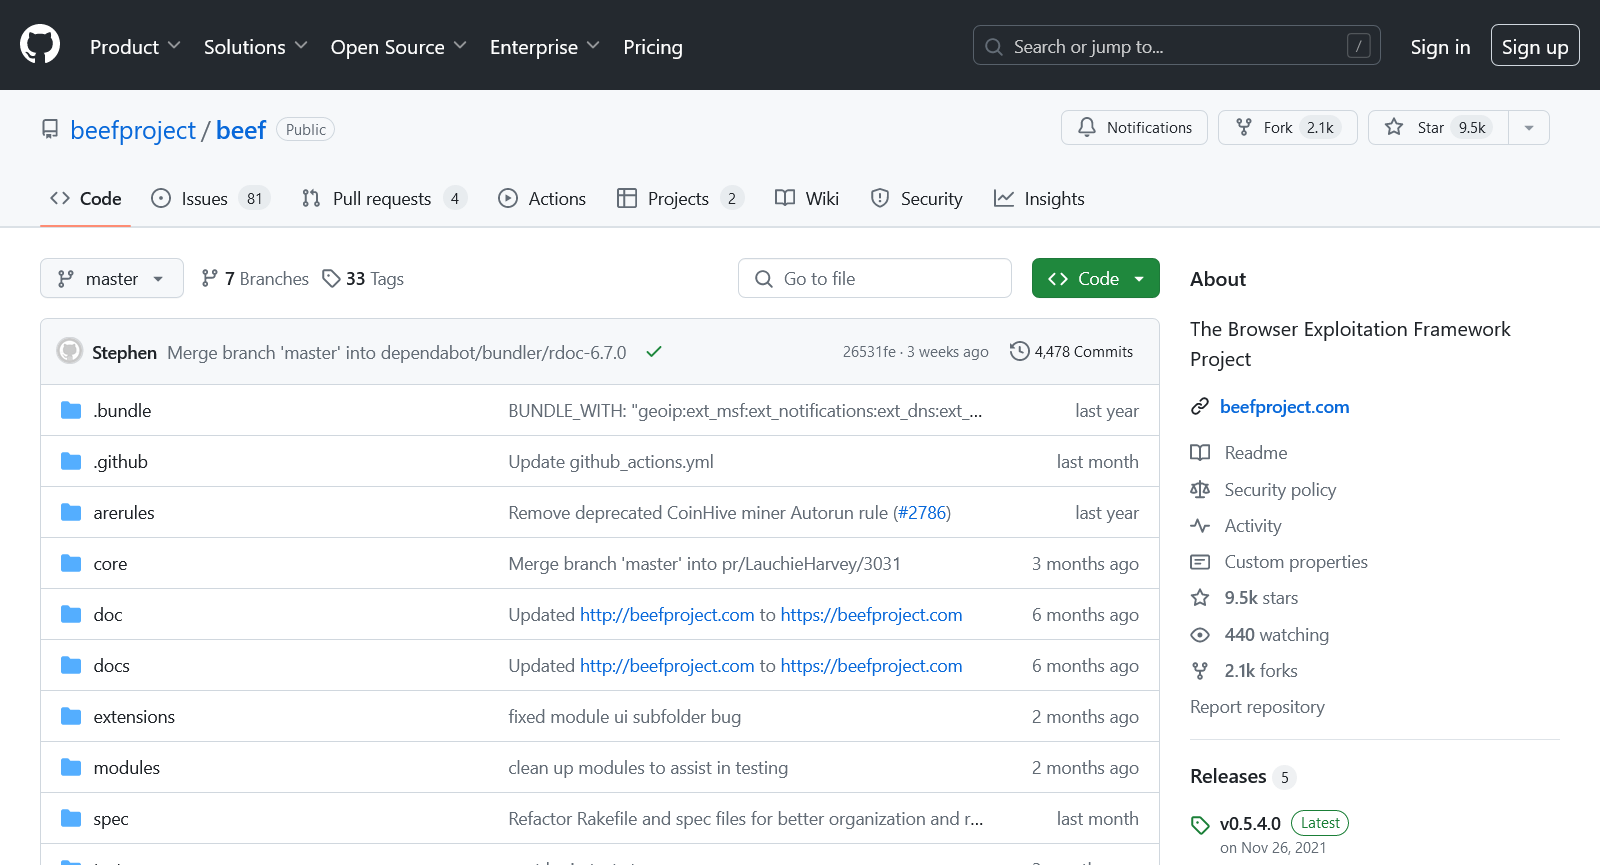 Product Solutions Open Source Enterprise Pricing Search or jump to... / Sign in Sign up
beefproject / beef Public Notifications Fork 2.1k Star 9.5k
Code Issues 81 Pull requests 4 Actions Projects 2 Wiki Security Insights
master 7 Branches 33 Tags Go to file Code
Stephen Merge branch 'master' into dependabot/bundler/rdoc-6.7.0 26531fe · 3 weeks ago 4,478 Commits
.bundle BUNDLE_WITH: "geoip:ext_msf:ext_notifications:ext_dns:ext_... last year
.github Update github_actions.yml last month
arerules Remove deprecated CoinHive miner Autorun rule (#2786) last year
core Merge branch 'master' into pr/LauchieHarvey/3031 3 months ago
doc Updated http://beefproject.com to https://beefproject.com 6 months ago
docs Updated http://beefproject.com to https://beefproject.com 6 months ago
extensions fixed module ui subfolder bug 2 months ago
modules clean up modules to assist in testing 2 months ago
spec Refactor Rakefile and spec files for better organization and r... last month
About
The Browser Exploitation Framework
Project
beefproject.com
Readme
Security policy
Activity
Custom properties
9.5k stars
440 watching
2.1k forks
Report repository
Releases 5
v0.5.4.0 Latest
on Nov 26, 2021